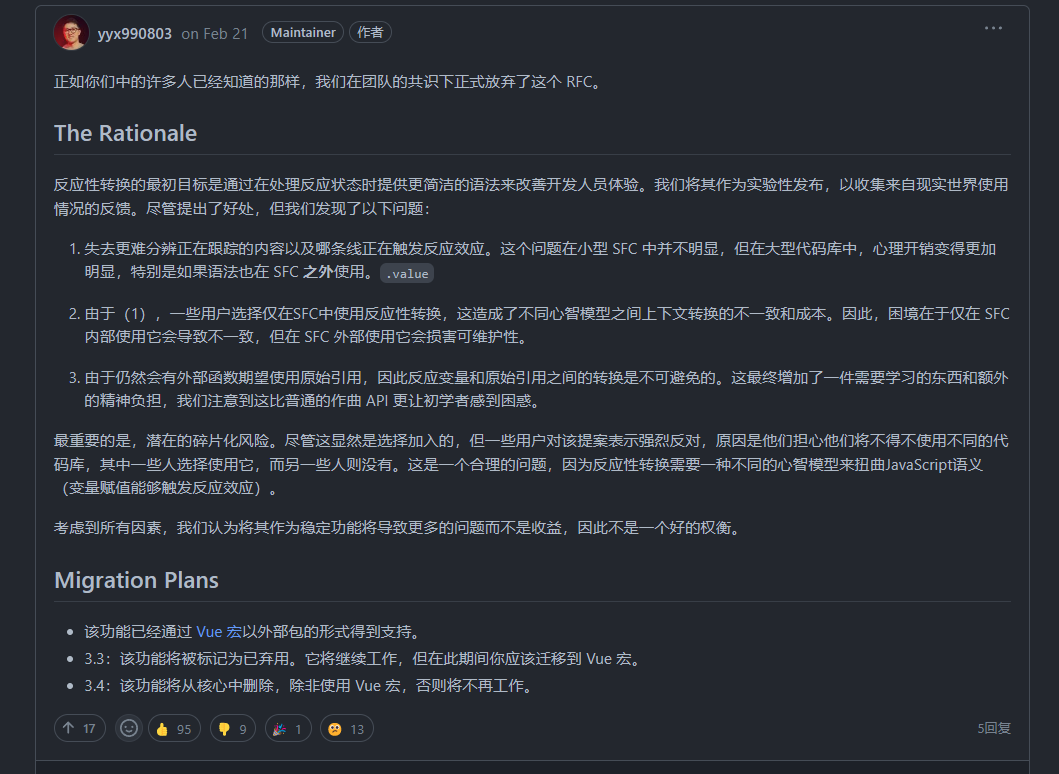 yyx990803 on Feb 21 Maintainer 作者
正如你们中的许多人已经知道的那样，我们在团队的共识下正式放弃了这个 RFC。
The Rationale
反应性转换的最初目标是通过在处理反应状态时提供更简洁的语法来改善开发人员体验。我们将其作为实验性发布，以收集来自现实世界使用
情况的反馈。尽管提出了好处，但我们发现了以下问题：
1. 失去更难分辨正在跟踪的内容以及哪条线正在触发反应效应。这个问题在小型 SFC 中并不明显，但在大型代码库中，心理开销变得更加
明显，特别是如果语法也在 SFC 之外使用。 .value
2. 由于（1），一些用户选择仅在SFC中使用反应性转换，这造成了不同心智模型之间上下文转换的不一致和成本。因此，困境在于仅在 SFC
内部使用它会导致不一致，但在 SFC 外部使用它会损害可维护性。
3. 由于仍然会有外部函数期望使用原始引用，因此反应变量和原始引用之间的转换是不可避免的。这最终增加了一件需要学习的东西和额外
的精神负担，我们注意到这比普通的作曲 API 更让初学者感到困惑。
最重要的是，潜在的碎片化风险。尽管这显然是选择加入的，但一些用户对该提案表示强烈反对，原因是他们担心他们将不得不使用不同的代
码库，其中一些人选择使用它，而另一些人则没有。这是一个合理的问题，因为反应性转换需要一种不同的心智模型来扭曲JavaScript语义
（变量赋值能够触发反应效应）。
考虑到所有因素，我们认为将其作为稳定功能将导致更多的问题而不是收益，因此不是一个好的权衡。
Migration Plans
• 该功能已经通过 Vue 宏以外部包的形式得到支持。
• 3.3：该功能将被标记为已弃用。它将继续工作，但在此期间你应该迁移到 Vue 宏。
• 3.4：该功能将从核心中删除，除非使用 Vue 宏，否则将不再工作。
↑ 17 👍 95 👎 9 🎉 1 😕 13 5回复